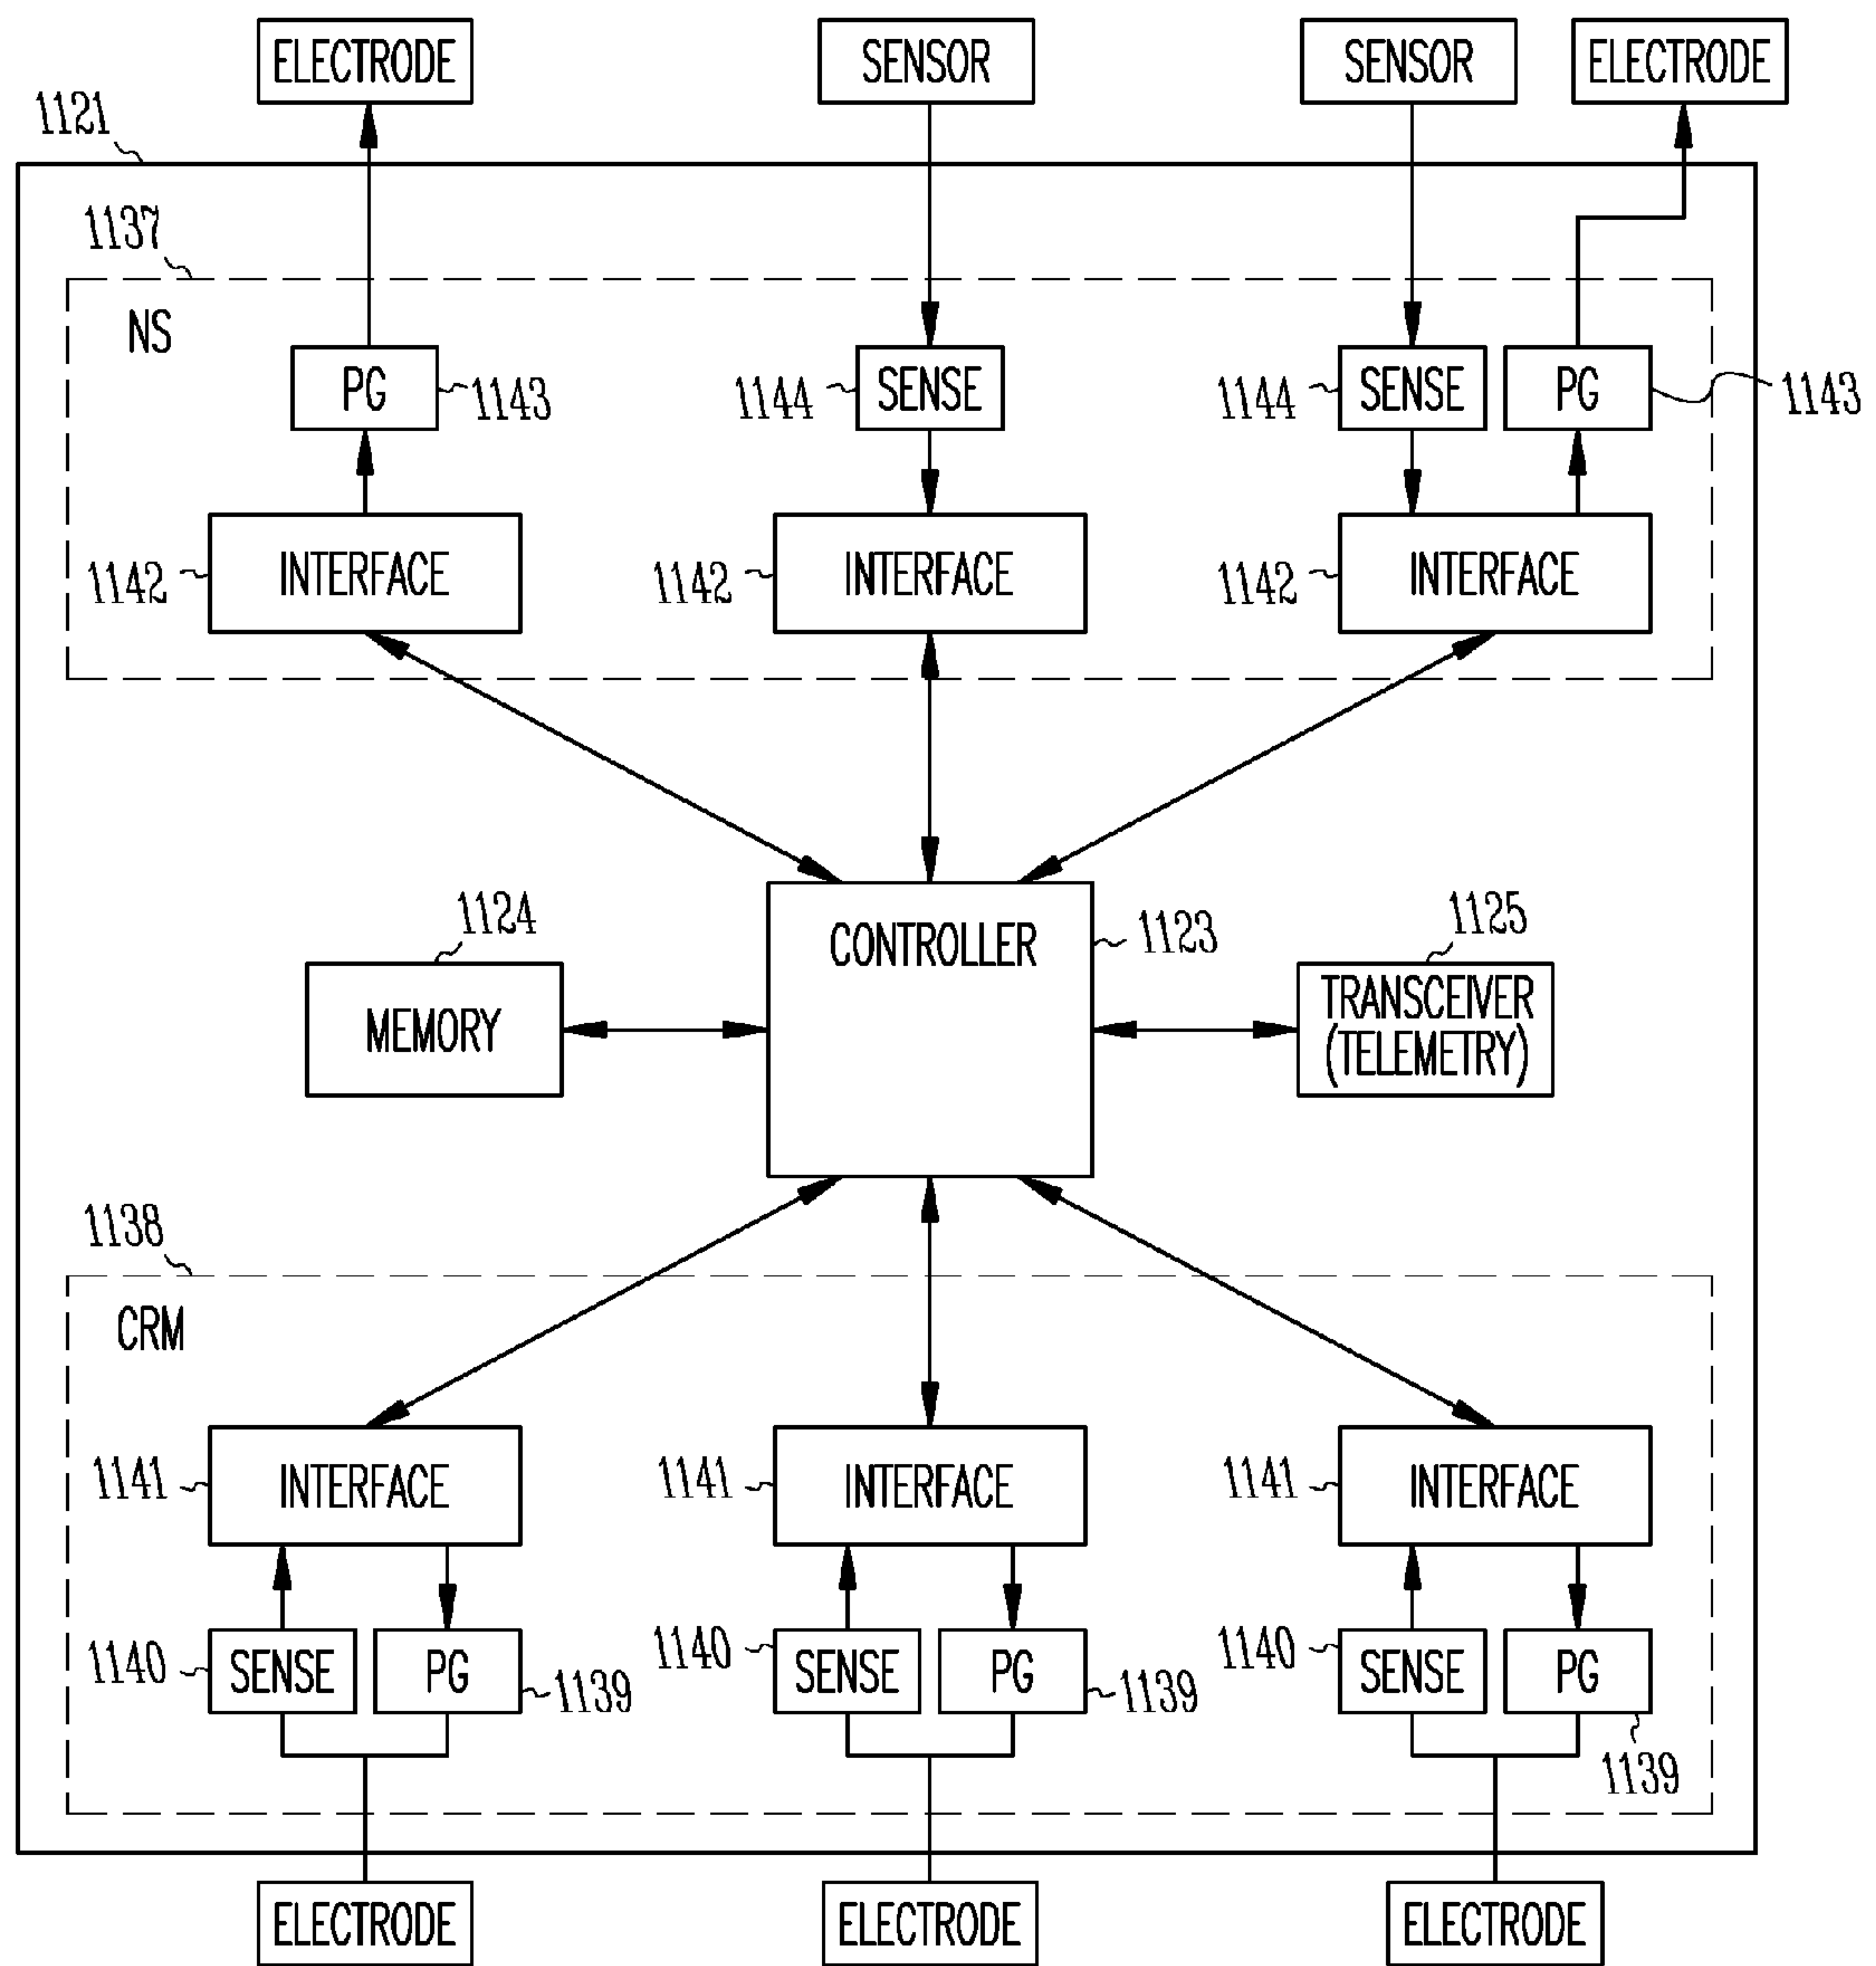 ELECTRODE
SENSOR
SENSOR
ELECTRODE
1121
1137
NS
PG
1143
1144
SENSE
1144
SENSE
PG
1143
1142
INTERFACE
1142
INTERFACE
1142
INTERFACE
1124
MEMORY
CONTROLLER
1123
1125
TRANSCEIVER
(TELEMETRY)
1138
CRM
1141
INTERFACE
1141
INTERFACE
1141
INTERFACE
1140
SENSE
PG
1139
1140
SENSE
PG
1139
1140
SENSE
PG
1139
ELECTRODE
ELECTRODE
ELECTRODE